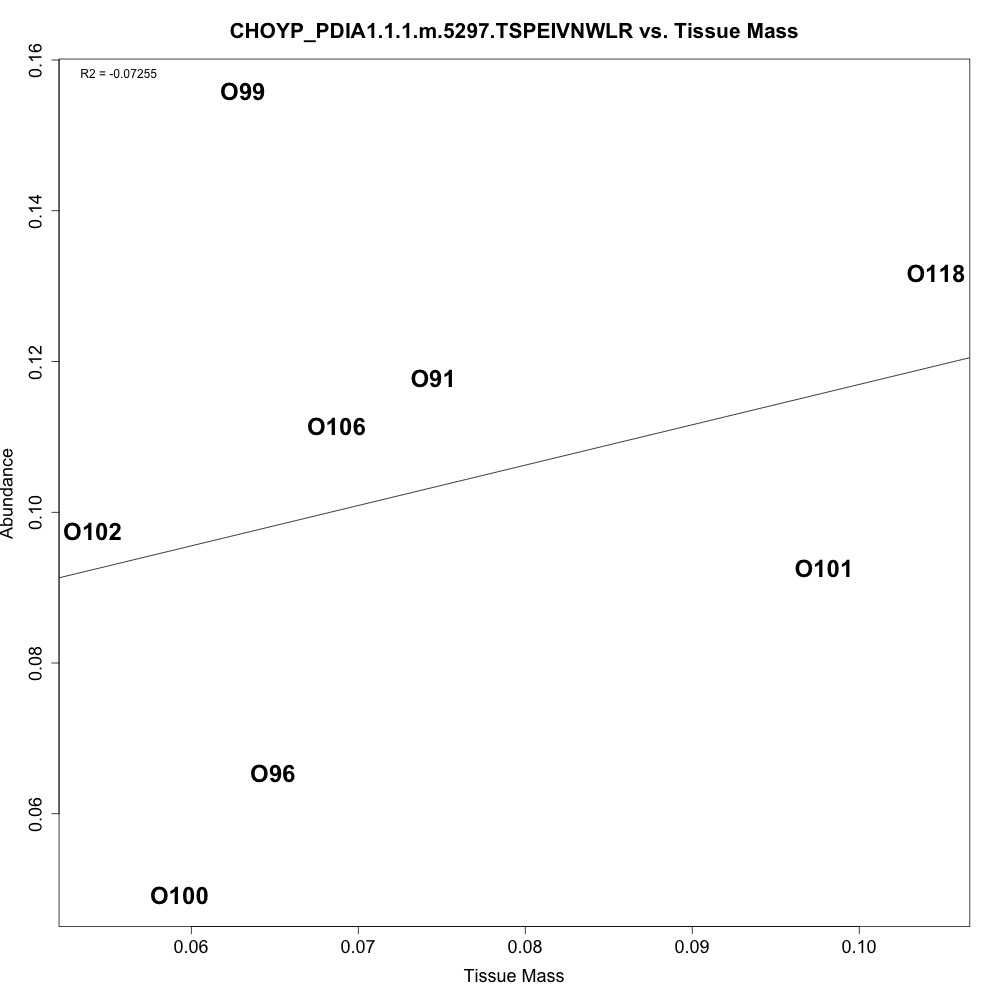 CHOYP_PDIA1.1.1.m.5297.TSPEIVNWLR vs. Tissue Mass
R2 = -0.07255
O99
O118
O91
O106
O102
O101
O96
O100
Abundance
0.16
0.14
0.12
0.10
0.08
0.06
0.06 0.07 0.08 0.09 0.10
Tissue Mass